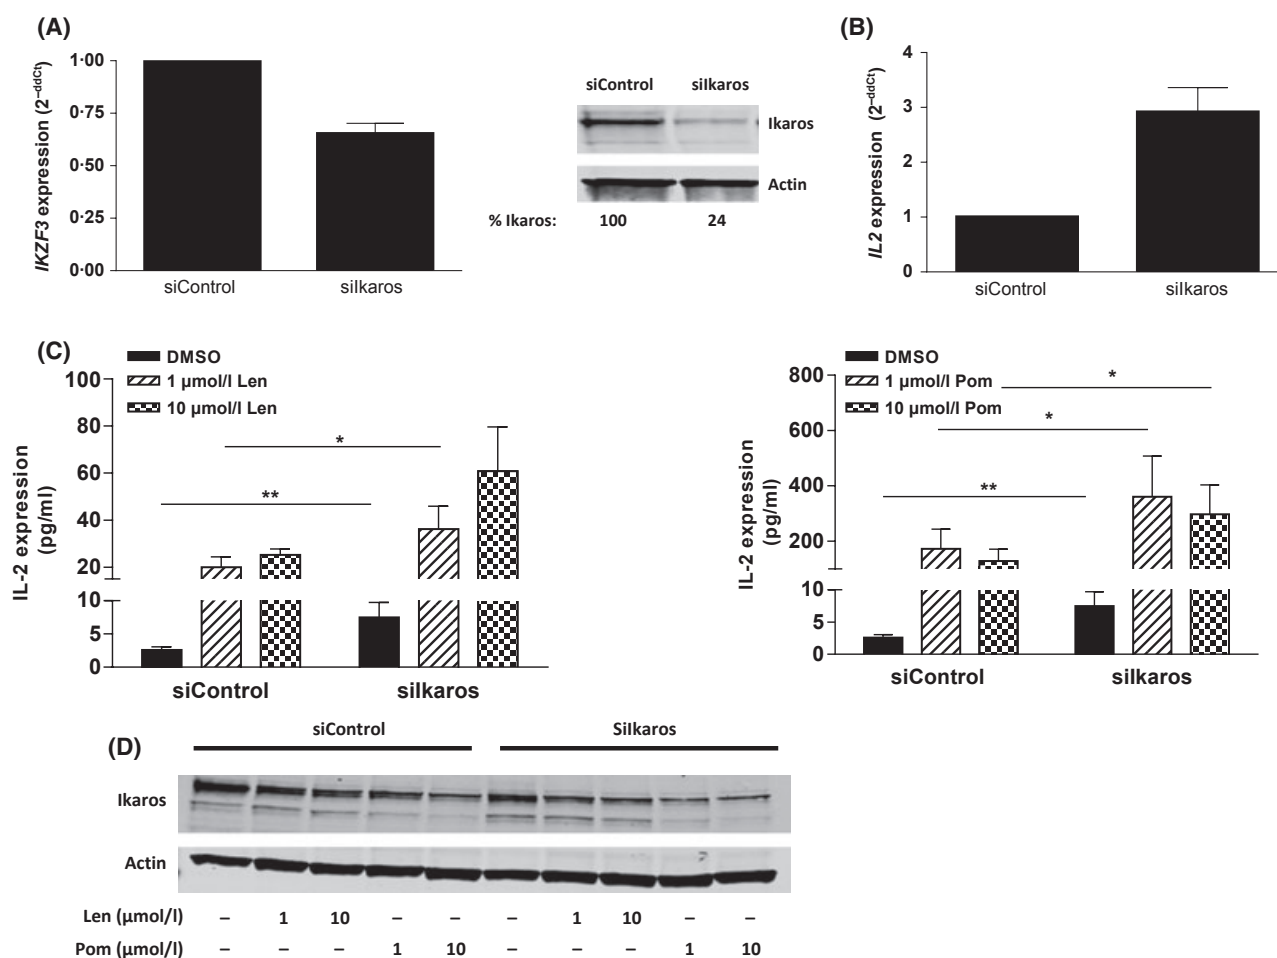 (A)
1·00
0·75
0·50
0·25
0·00
IKZF3 expression (2–ddCt)
siControl
siIkaros
siControl siIkaros
Ikaros
Actin
% Ikaros: 100 24
(B)
4
3
2
1
0
IL2 expression (2–ddCt)
siControl
siIkaros
(C)
DMSO
1 µmol/l Len
10 µmol/l Len
100
80
60
40
20
10
5
0
IL-2 expression
(pg/ml)
*
**
siControl
siIkaros
DMSO
1 µmol/l Pom
10 µmol/l Pom
800
600
400
200
10
5
0
IL-2 expression
(pg/ml)
*
*
**
siControl
siIkaros
(D)
siControl
SiIkaros
Ikaros
Actin
Len (µmol/l) – 1 10 – – – 1 10 – –
Pom (µmol/l) – – – 1 10 – – – 1 10